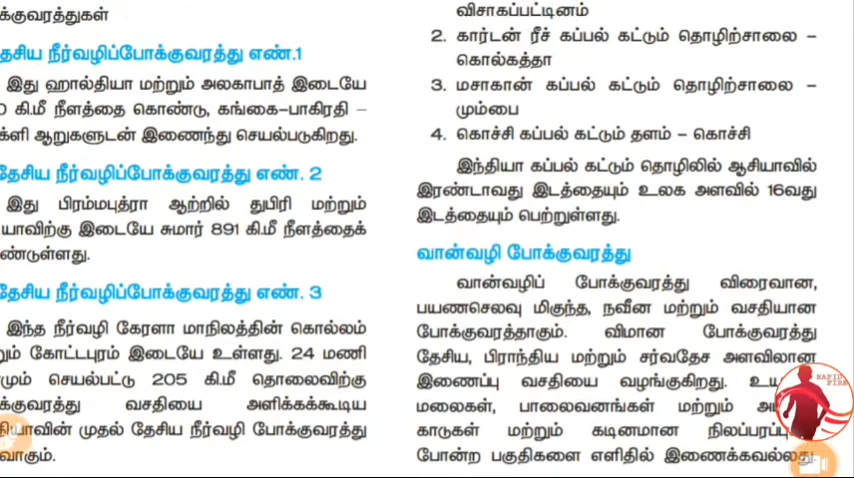 க்குவரத்துகள்
தேசிய நீர்வழிப்போக்குவரத்து எண்.1
இது ஹால்தியா மற்றும் அலகாபாத் இடையே
0 கி.மீ நீளத்தை கொண்டு, கங்கை-பாகிரதி –
க்ளி ஆறுகளுடன் இணைந்து செயல்படுகிறது.
தேசிய நீர்வழிப்போக்குவரத்து எண். 2
இது பிரம்மபுத்ரா ஆற்றில் துபிரி மற்றும்
யாவிற்கு இடையே சுமார் 891 கி.மீ நீளத்தைக்
ண்டுள்ளது.
தேசிய நீர்வழிப்போக்குவரத்து எண். 3
இந்த நீர்வழி கேரளா மாநிலத்தின் கொல்லம்
றும் கோட்டபுரம் இடையே உள்ளது. 24 மணி
மும் செயல்பட்டு 205 கி.மீ தொலைவிற்கு
க்குவரத்து வசதியை அளிக்கக்கூடிய
தியாவின் முதல் தேசிய நீர்வழி போக்குவரத்து
வாகும்.
விசாகப்பட்டினம்
2. கார்டன் ரீச் கப்பல் கட்டும் தொழிற்சாலை –
கொல்கத்தா
3. மசாகான் கப்பல் கட்டும் தொழிற்சாலை –
மும்பை
4. கொச்சி கப்பல் கட்டும் தளம் – கொச்சி
இந்தியா கப்பல் கட்டும் தொழிலில் ஆசியாவில்
இரண்டாவது இடத்தையும் உலக அளவில் 16வது
இடத்தையும் பெற்றுள்ளது.
வான்வழி போக்குவரத்து
வான்வழிப் போக்குவரத்து விரைவான,
பயணசெலவு மிகுந்த, நவீன மற்றும் வசதியான
போக்குவரத்தாகும். விமான போக்குவரத்து
தேசிய, பிராந்திய மற்றும் சர்வதேச அளவிலான
இணைப்பு வசதியை வழங்குகிறது.
மலைகள், பாலைவனங்கள் மற்றும்
காடுகள் மற்றும் கடினமான
போன்ற பகுதிகளை எளிதில் இணைக்கவல்லது.